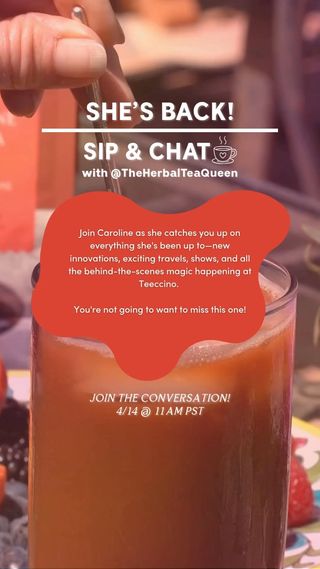 SHE'S BACK!
SIP & CHAT
with @TheHerbalTeaQueen
Join Caroline as she catches you up on
everything she's been up to—new
innovations, exciting travels, shows, and all
the behind-the-scenes magic happening at
Teeccino.
You're not going to want to miss this one!
JOIN THE CONVERSATION!
4/14 @ 11AM PST